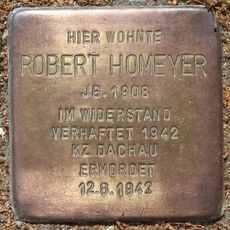 HIER WOHNTE
ROBERT HOMEYER
JG. 1908
IM WIDERSTAND
VERHAFTET 1942
KZ DACHAU
ERMORDET
12.8.1942